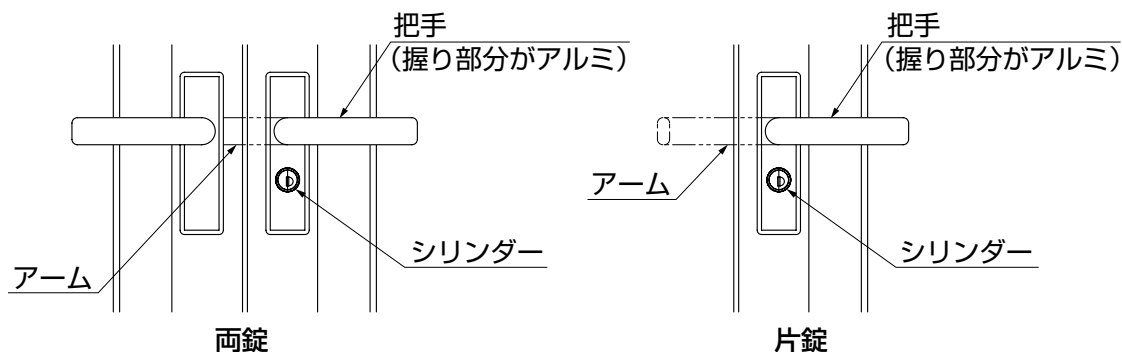 把手
（握り部分がアルミ）
アーム
シリンダー
両錠
把手
（握り部分がアルミ）
アーム
シリンダー
片錠